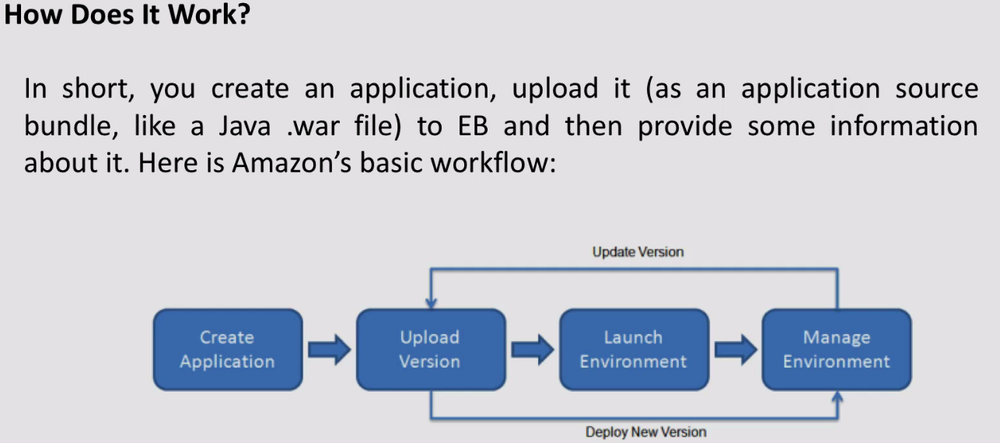 How Does It Work?
In short, you create an application, upload it (as an application source
bundle, like a Java .war file) to EB and then provide some information
about it. Here is Amazon’s basic workflow:
Update Version
Create
Application
Upload
Version
Launch
Environment
Manage
Environment
Deploy New Version